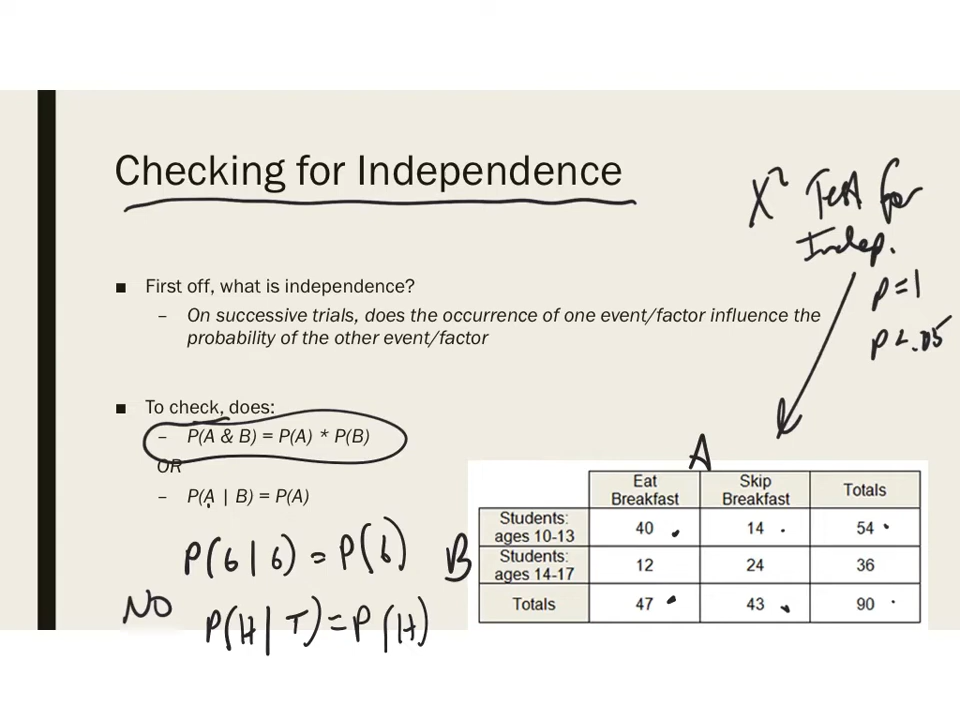 Checking for Independence
X² Test for
Indep.
p=1
p<.05
■ First off, what is independence?
– On successive trials, does the occurrence of one event/factor influence the
probability of the other event/factor
■ To check, does:
– P(A & B) = P(A) * P(B)
OR
– P(A | B) = P(A)
P(6 | 6) = P(6)
NO
P(H | T) = P(H)
A
B
Eat Breakfast Skip Breakfast Totals
Students: ages 10-13 40 14 54
Students: ages 14-17 12 24 36
Totals 47 43 90